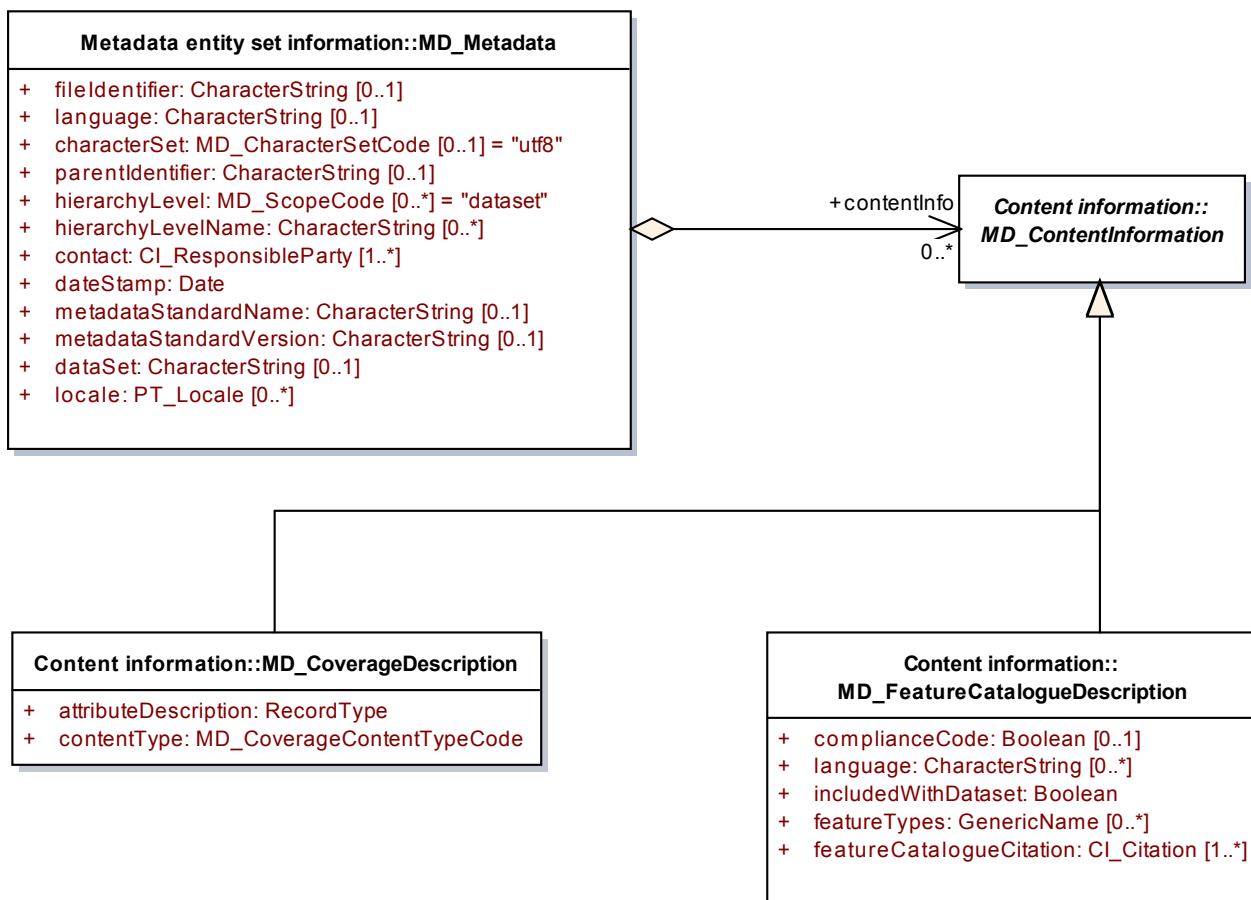 Metadata entity set information::MD_Metadata
+ fileIdentifier: CharacterString [0..1]
+ language: CharacterString [0..1]
+ characterSet: MD_CharacterSetCode [0..1] = "utf8"
+ parentIdentifier: CharacterString [0..1]
+ hierarchyLevel: MD_ScopeCode [0..*] = "dataset"
+ hierarchyLevelName: CharacterString [0..*]
+ contact: CI_ResponsibleParty [1..*]
+ dateStamp: Date
+ metadataStandardName: CharacterString [0..1]
+ metadataStandardVersion: CharacterString [0..1]
+ dataSet: CharacterString [0..1]
+ locale: PT_Locale [0..*]
+contentInfo
0..*
Content information::
MD_ContentInformation
Content information::MD_CoverageDescription
+ attributeDescription: RecordType
+ contentType: MD_CoverageContentTypeCode
Content information::
MD_FeatureCatalogueDescription
+ complianceCode: Boolean [0..1]
+ language: CharacterString [0..*]
+ includedWithDataset: Boolean
+ featureTypes: GenericName [0..*]
+ featureCatalogueCitation: CI_Citation [1..*]